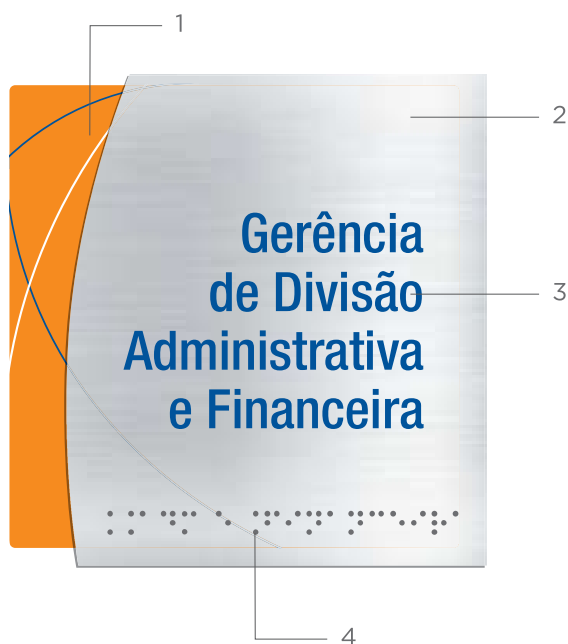 1
2
Gerência
de Divisão
3
Administrativa
e Financeira
4